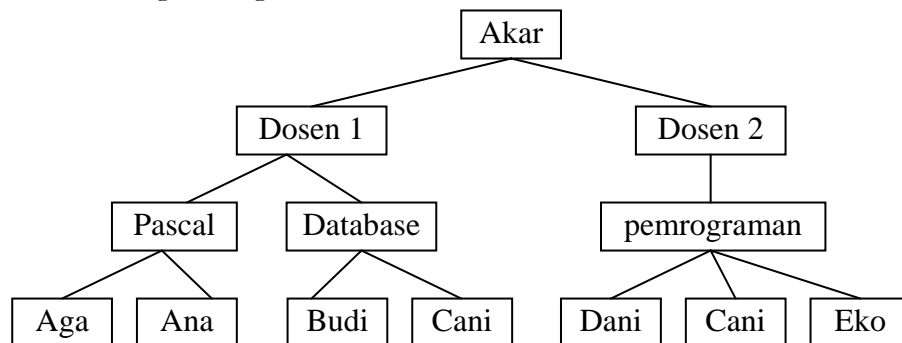 Akar
Dosen 1 Dosen 2
Pascal Database pemrograman
Aga Ana Budi Cani Dani Cani Eko